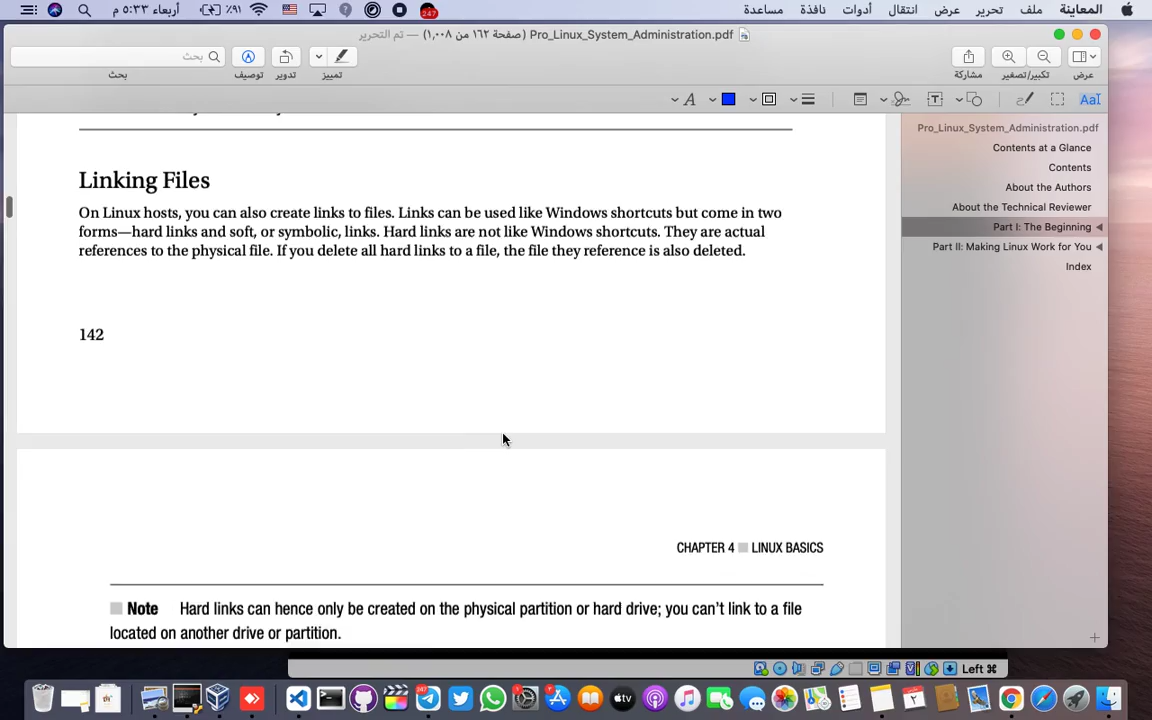 المعاينة ملف تحرير عرض انتقال أدوات نافذة مساعدة
٩١٪ أربعاء ٥:٣٣ م
247
Pro_Linux_System_Administration.pdf (صفحة ١٦٢ من ١,٠٠٨) — تم التحرير
بحث
عرض تكبير/تصغير مشاركة تمييز تدوير توصيف بحث
Pro_Linux_System_Administration.pdf
Contents at a Glance
Contents
About the Authors
About the Technical Reviewer
Part I: The Beginning
Part II: Making Linux Work for You
Index
Linking Files
On Linux hosts, you can also create links to files. Links can be used like Windows shortcuts but come in two
forms—hard links and soft, or symbolic, links. Hard links are not like Windows shortcuts. They are actual
references to the physical file. If you delete all hard links to a file, the file they reference is also deleted.
142
CHAPTER 4 ■ LINUX BASICS
■ Note Hard links can hence only be created on the physical partition or hard drive; you can't link to a file
located on another drive or partition.
Left ⌘